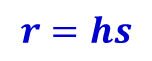 r = hs